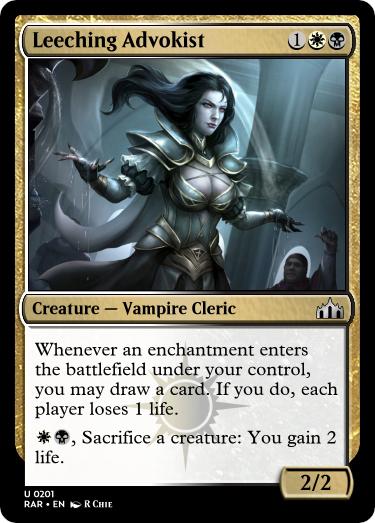 Leeching Advokist 1
Creature — Vampire Cleric
Whenever an enchantment enters
the battlefield under your control,
you may draw a card. If you do, each
player loses 1 life.
, Sacrifice a creature: You gain 2
life.
2/2
U 0201
RAR • EN R Chie